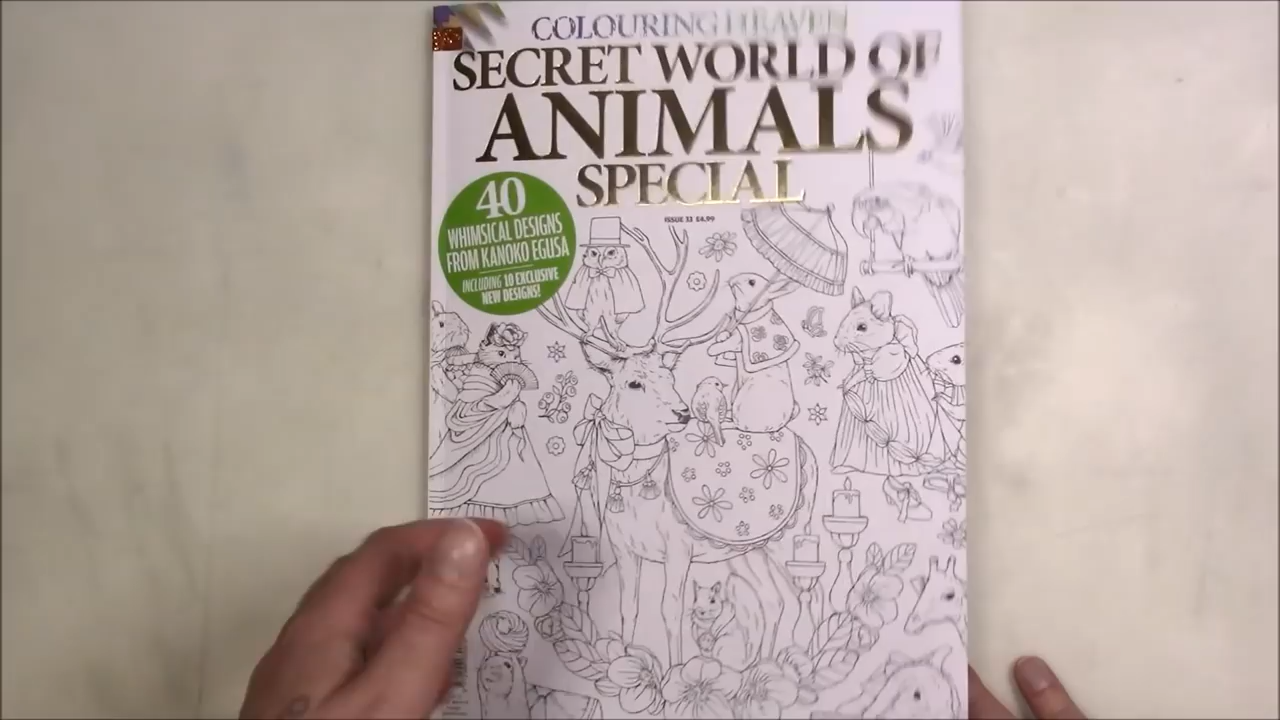 COLOURING HEAVEN
SECRET WORLD OF
ANIMALS
SPECIAL
ISSUE 33 £4.99
40
WHIMSICAL DESIGNS
FROM KANOKO EGUSA
INCLUDING 10 EXCLUSIVE
NEW DESIGNS!